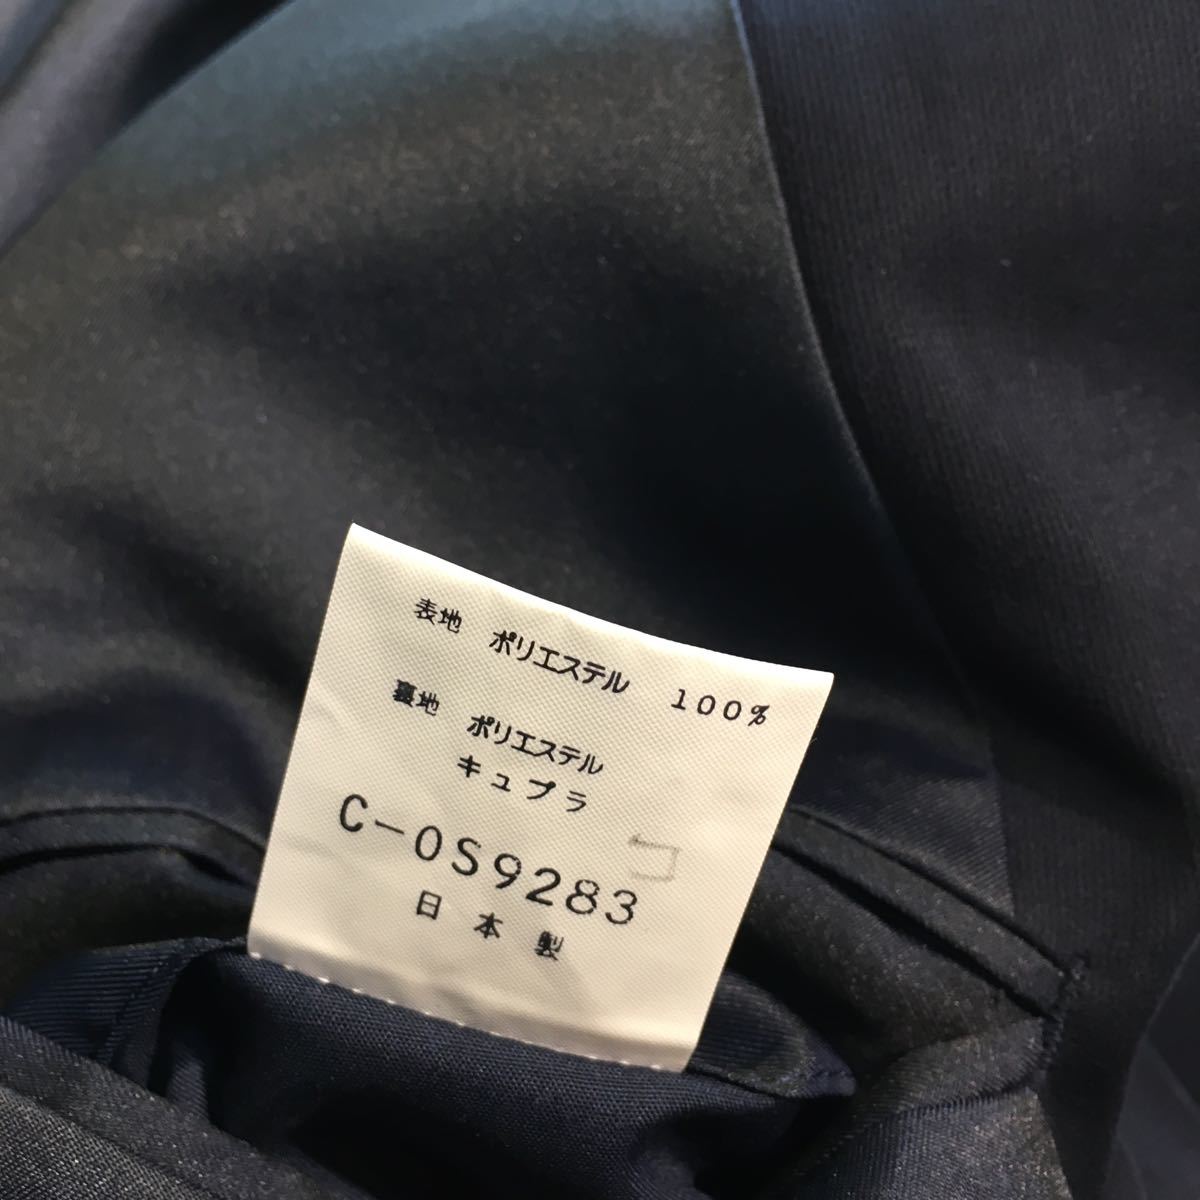 表地 ポリエステル 100%
裏地 ポリエステル
キュプラ
C-0S9283
日本製